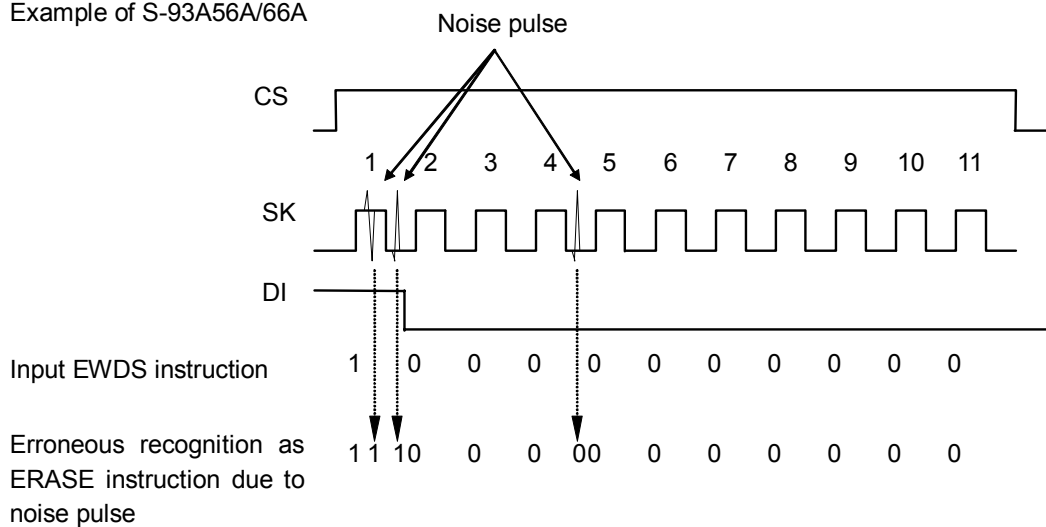 Example of S-93A56A/66A
Noise pulse
CS
1 2 3 4 5 6 7 8 9 10 11
SK
DI
Input EWDS instruction 1 0 0 0 0 0 0 0 0 0 0
Erroneous recognition as
ERASE instruction due to
noise pulse
1 1 10 0 0 00 0 0 0 0 0 0